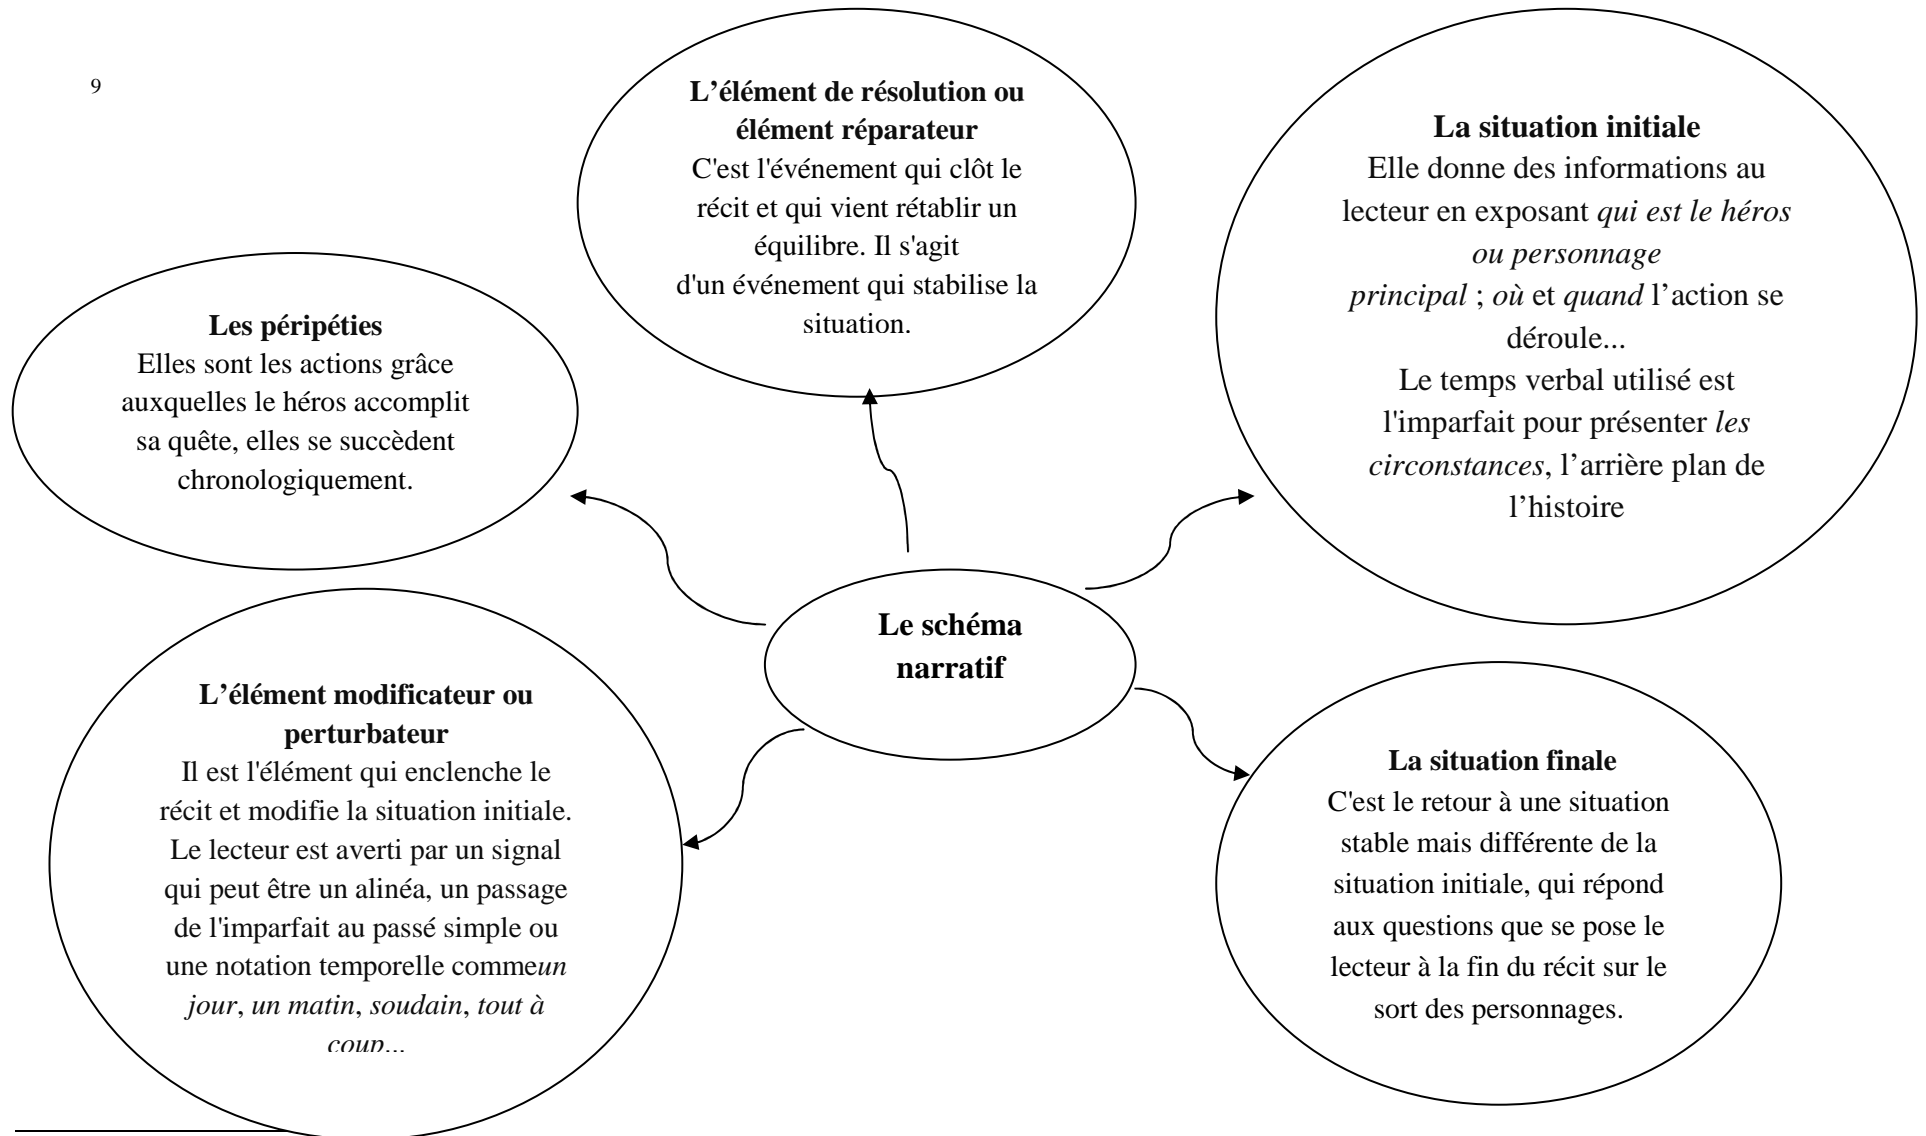 9
L’élément de résolution ou
élément réparateur
C'est l'événement qui clôt le
récit et qui vient rétablir un
équilibre. Il s'agit
d'un événement qui stabilise la
situation.
La situation initiale
Elle donne des informations au
lecteur en exposant qui est le héros
ou personnage
principal ; où et quand l’action se
déroule...
Le temps verbal utilisé est
l'imparfait pour présenter les
circonstances, l’arrière plan de
l’histoire
Les péripéties
Elles sont les actions grâce
auxquelles le héros accomplit
sa quête, elles se succèdent
chronologiquement.
Le schéma
narratif
L’élément modificateur ou
perturbateur
Il est l'élément qui enclenche le
récit et modifie la situation initiale.
Le lecteur est averti par un signal
qui peut être un alinéa, un passage
de l'imparfait au passé simple ou
une notation temporelle commeun
jour, un matin, soudain, tout à
coup...
La situation finale
C'est le retour à une situation
stable mais différente de la
situation initiale, qui répond
aux questions que se pose le
lecteur à la fin du récit sur le
sort des personnages.